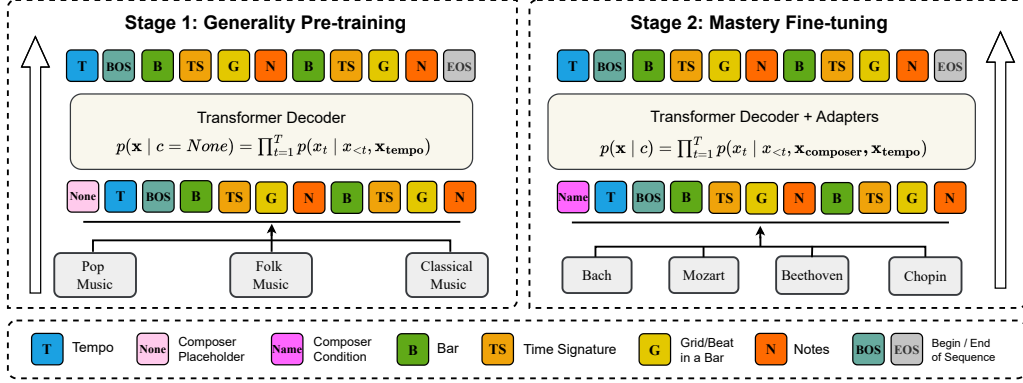 Stage 1: Generality Pre-training
T BOS B TS G N B TS G N EOS
Transformer Decoder
p(x | c = None) = ∏_{t=1}^{T} p(x_t | x_{<t}, x_tempo)
None T BOS B TS G N B TS G N
Pop
Music
Folk
Music
Classical
Music
Stage 2: Mastery Fine-tuning
T BOS B TS G N B TS G N EOS
Transformer Decoder + Adapters
p(x | c) = ∏_{t=1}^{T} p(x_t | x_{<t}, x_composer, x_tempo)
Name T BOS B TS G N B TS G N
Bach
Mozart
Beethoven
Chopin
T Tempo
None Composer
Placeholder
Name Composer
Condition
B Bar
TS Time Signature
G Grid/Beat
in a Bar
N Notes
BOS EOS Begin / End
of Sequence